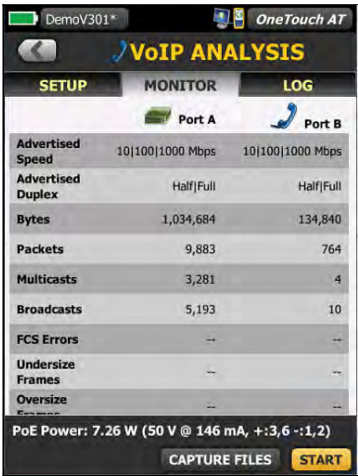 DemoV301*
OneTouch AT
VoIP ANALYSIS
SETUP MONITOR LOG
Port A Port B
Advertised
Speed 10|100|1000 Mbps 10|100|1000 Mbps
Advertised
Duplex Half|Full Half|Full
Bytes 1,034,684 134,840
Packets 9,883 764
Multicasts 3,281 4
Broadcasts 5,193 10
FCS Errors -- --
Undersize
Frames -- --
Oversize
Frames -- --
PoE Power: 7.26 W (50 V @ 146 mA, +:3,6 -:1,2)
CAPTURE FILES START